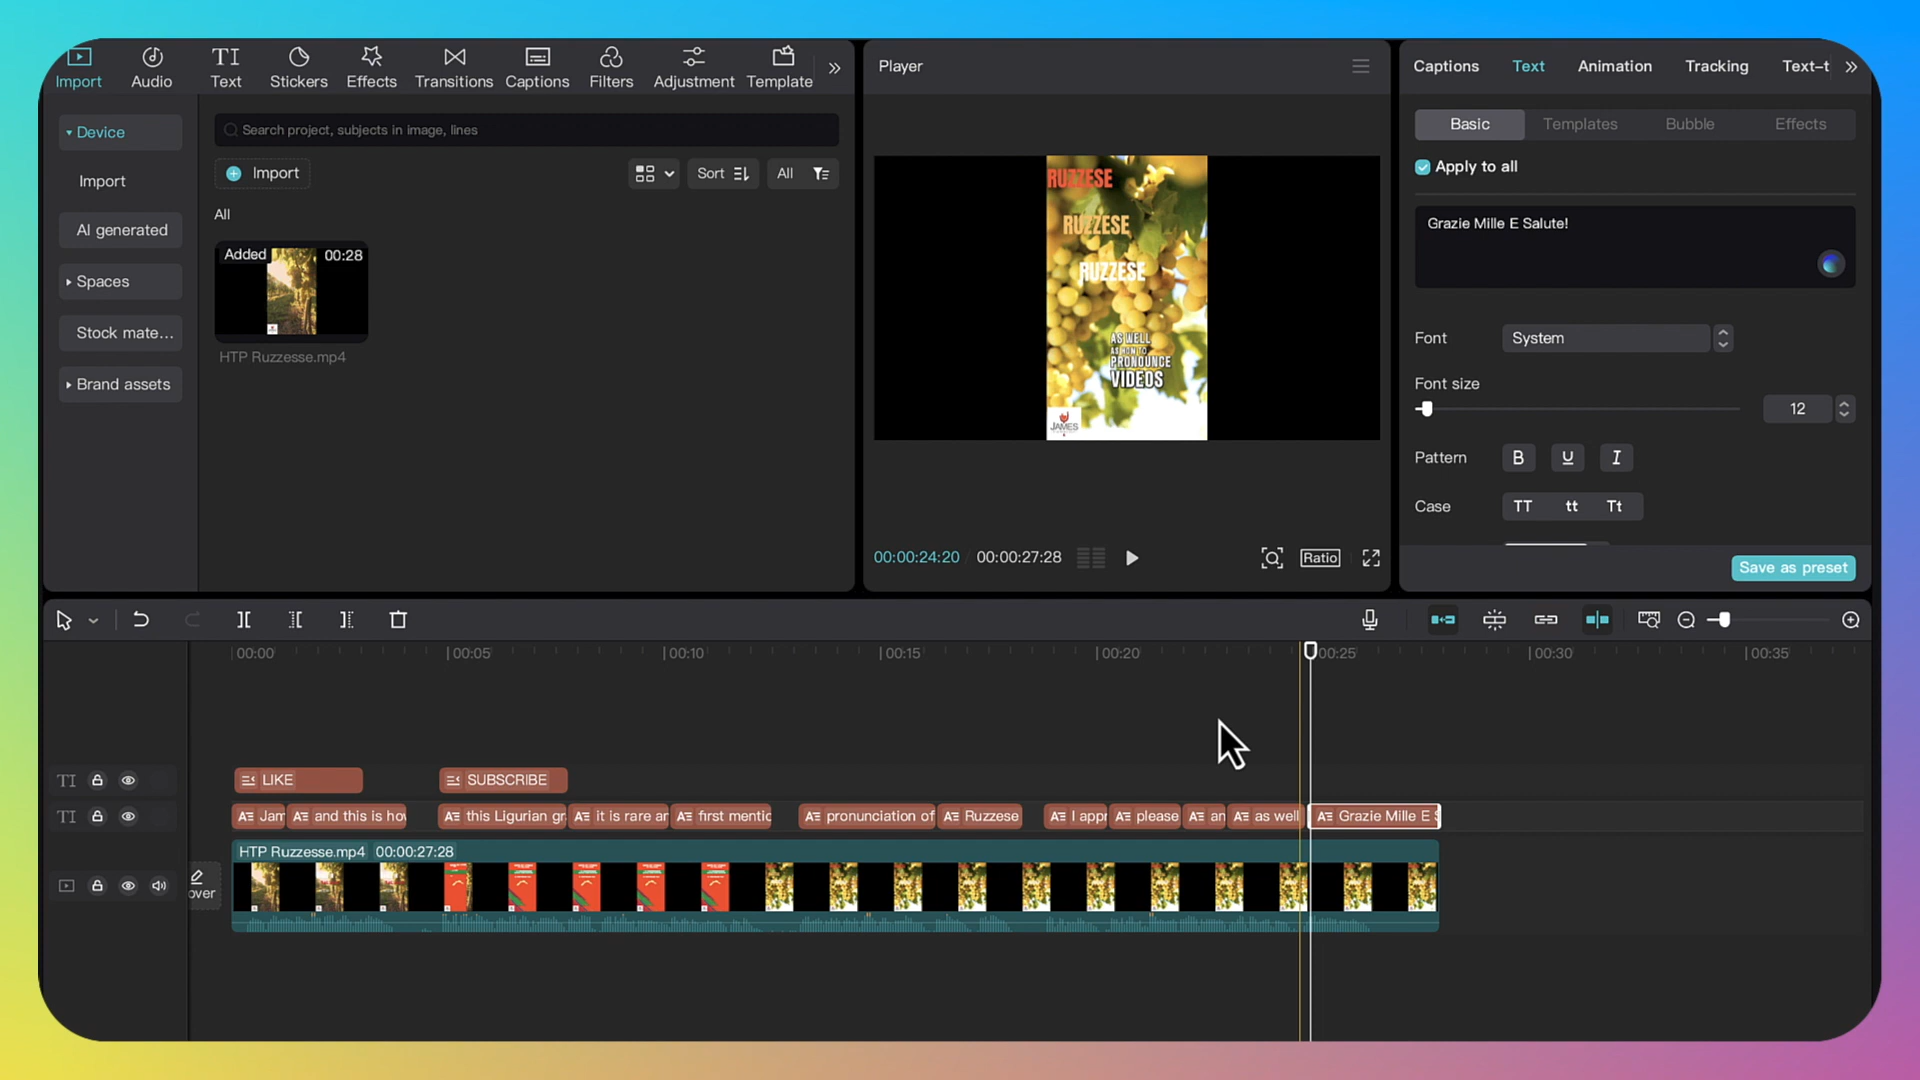 Import
Audio
TI
Text
Stickers
Effects
Transitions
Captions
Filters
Adjustment
Template
Device
Import
AI generated
Spaces
Stock mate...
Brand assets
Search project, subjects in image, lines
Import
Sort
All
All
Added
00:28
HTP Ruzzesse.mp4
Player
RUZZESE
RUZZESE
RUZZESE
AS WELL
AS HOW TO
PRONOUNCE
VIDEOS
JAMES
00:00:24:20
00:00:27:28
Ratio
Captions
Text
Animation
Tracking
Text-t
Basic
Templates
Bubble
Effects
Apply to all
Grazie Mille E Salute!
Font
System
Font size
12
Pattern
B
U
I
Case
TT
tt
Tt
Save as preset
00:00
00:05
00:10
00:15
00:20
00:25
00:30
00:35
TI
LIKE
SUBSCRIBE
TI
Jam
and this is how
this Ligurian gr
it is rare an
first mentic
pronunciation of
Ruzzese
I appr
please
an
as well
Grazie Mille E S
HTP Ruzzesse.mp4 00:00:27:28
over